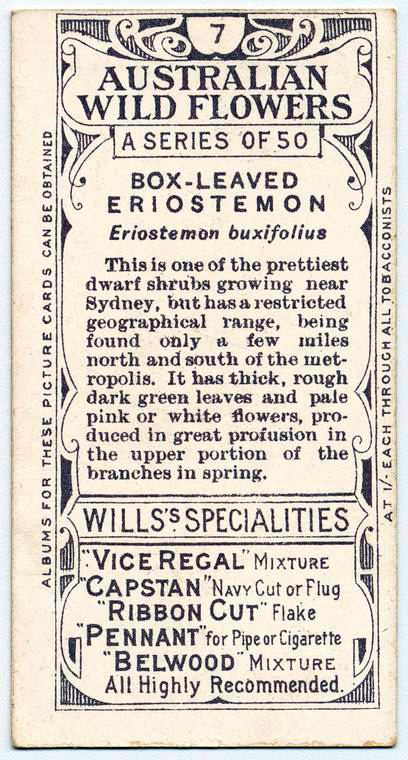 7
AUSTRALIAN
WILD FLOWERS
A SERIES OF 50
BOX-LEAVED
ERIOSTEMON
Eriostemon buxifolius
This is one of the prettiest
dwarf shrubs growing near
Sydney, but has a restricted
geographical range, being
found only a few miles
north and south of the met-
ropolis. It has thick, rough
dark green leaves and pale
pink or white flowers, pro-
duced in great profusion in
the upper portion of the
branches in spring.
WILLS'S SPECIALITIES
"VICE REGAL" MIXTURE
"CAPSTAN" NAVY CUT or FLUG
"RIBBON CUT" Flake
"PENNANT" for Pipe or Cigarette
"BELWOOD" MIXTURE
All Highly Recommended.
ALBUMS FOR THESE PICTURE CARDS CAN BE OBTAINED
AT 1/- EACH THROUGH ALL TOBACCONISTS